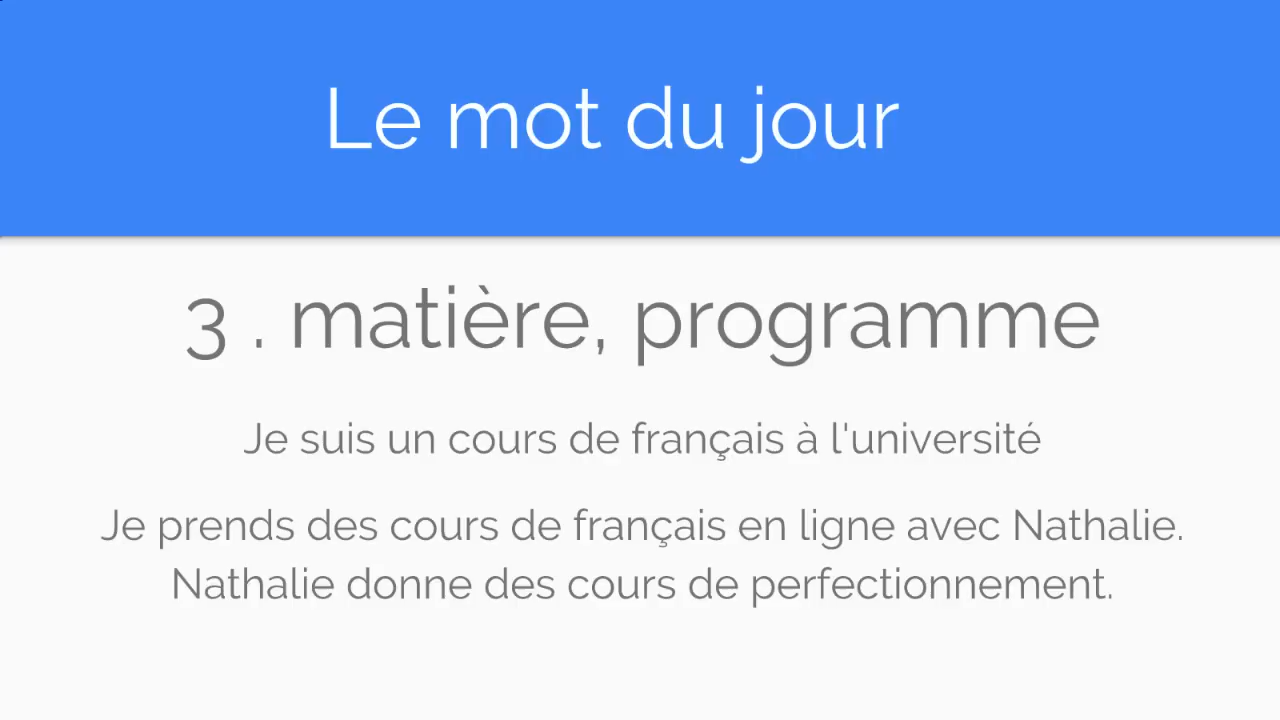 Le mot du jour
3 . matière, programme
Je suis un cours de français à l'université
Je prends des cours de français en ligne avec Nathalie.
Nathalie donne des cours de perfectionnement.